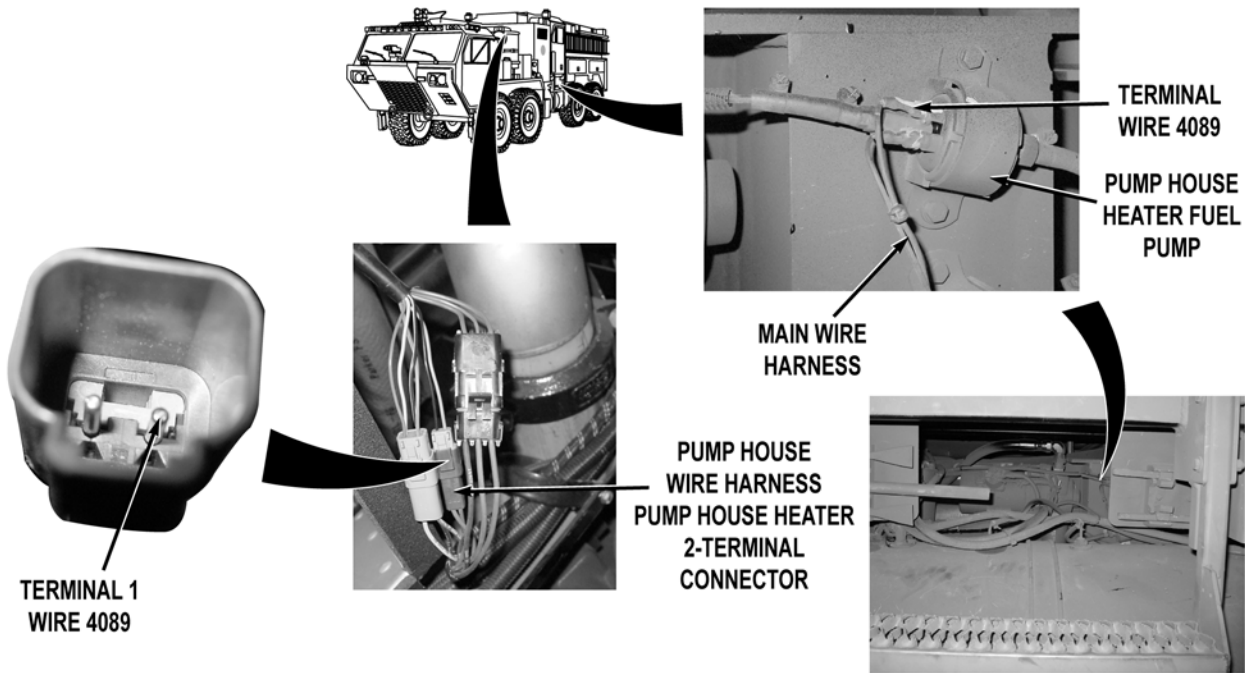 TERMINAL
WIRE 4089
PUMP HOUSE
HEATER FUEL
PUMP
MAIN WIRE
HARNESS
PUMP HOUSE
WIRE HARNESS
PUMP HOUSE HEATER
2-TERMINAL
CONNECTOR
TERMINAL 1
WIRE 4089